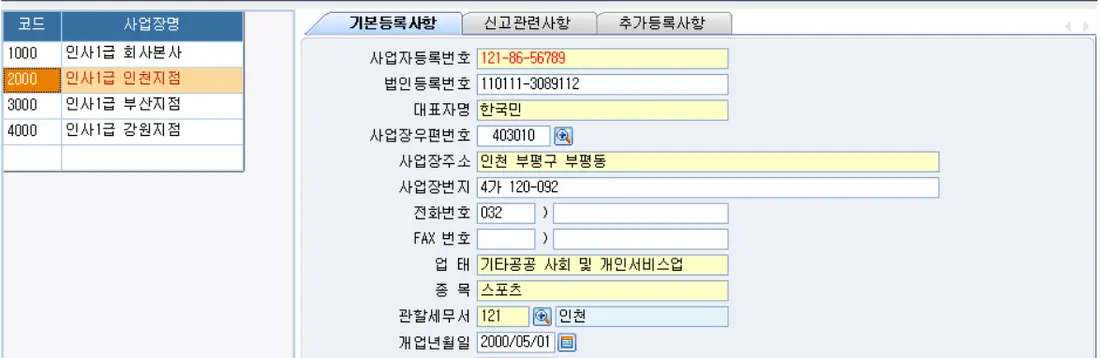 코드 사업장명
1000 인사1급 회사본사
2000 인사1급 인천지점
3000 인사1급 부산지점
4000 인사1급 강원지점
기본등록사항 신고관련사항 추가등록사항
사업자등록번호 121-86-56789
법인등록번호 110111-3089112
대표자명 한국민
사업장우편번호 403010
사업장주소 인천 부평구 부평동
사업장번지 4가 120-092
전화번호 032 )
FAX 번호 )
업 태 기타공공 사회 및 개인서비스업
종 목 스포츠
관할세무서 121 인천
개업년월일 2000/05/01